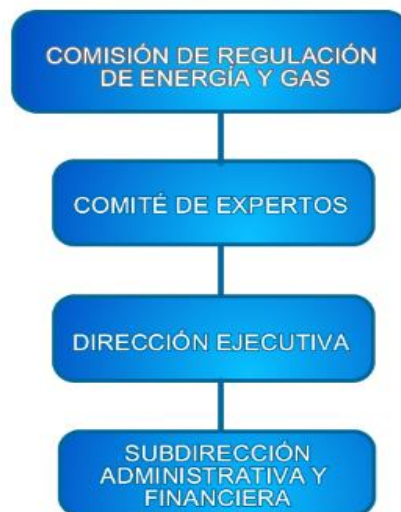 COMISIÓN DE REGULACIÓN
DE ENERGÍA Y GAS
COMITÉ DE EXPERTOS
DIRECCIÓN EJECUTIVA
SUBDIRECCIÓN
ADMINISTRATIVA Y
FINANCIERA